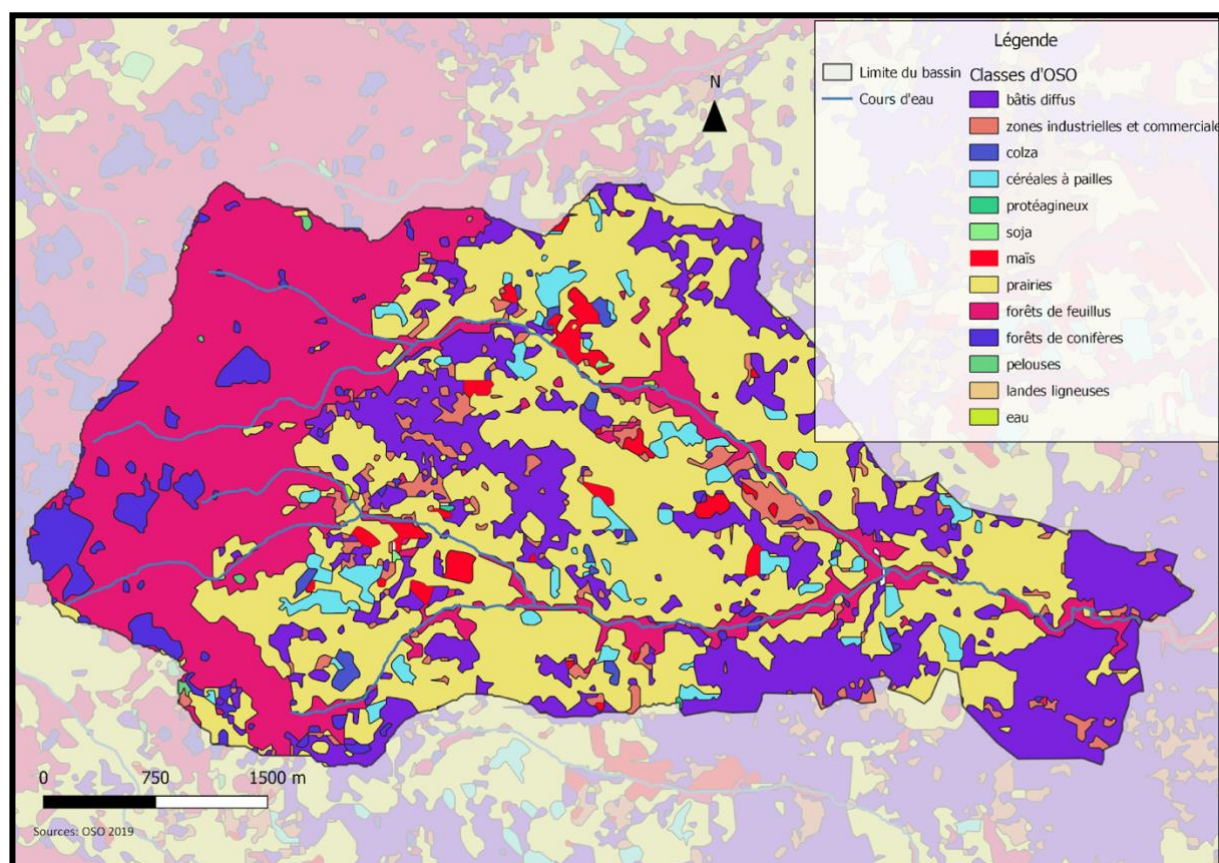 Légende
Limite du bassin
Cours d'eau
Classes d'OSO
bâtis diffus
zones industrielles et commerciale
colza
céréales à pailles
protéagineux
soja
maïs
prairies
forêts de feuillus
forêts de conifères
pelouses
landes ligneuses
eau
N
0 750 1500 m
Sources: OSO 2019